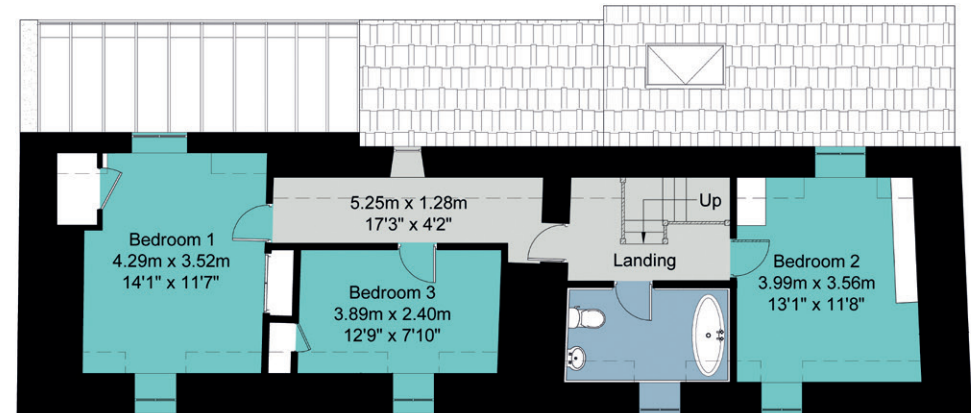 5.25m x 1.28m
17'3" x 4'2"
Up
Bedroom 1
4.29m x 3.52m
14'1" x 11'7"
Landing
Bedroom 2
3.99m x 3.56m
13'1" x 11'8"
Bedroom 3
3.89m x 2.40m
12'9" x 7'10"